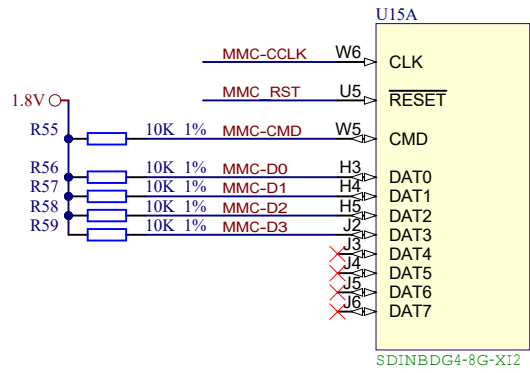 U15A
MMC-CCLK W6 CLK
MMC_RST U5 RESET
1.8V
R55 10K 1% MMC-CMD W5 CMD
R56 10K 1% MMC-D0 H3 DAT0
R57 10K 1% MMC-D1 H4 DAT1
R58 10K 1% MMC-D2 H5 DAT2
R59 10K 1% MMC-D3 J2 DAT3
J3 DAT4
J4 DAT5
J5 DAT6
J6 DAT7
SDINBDG4-8G-XI2